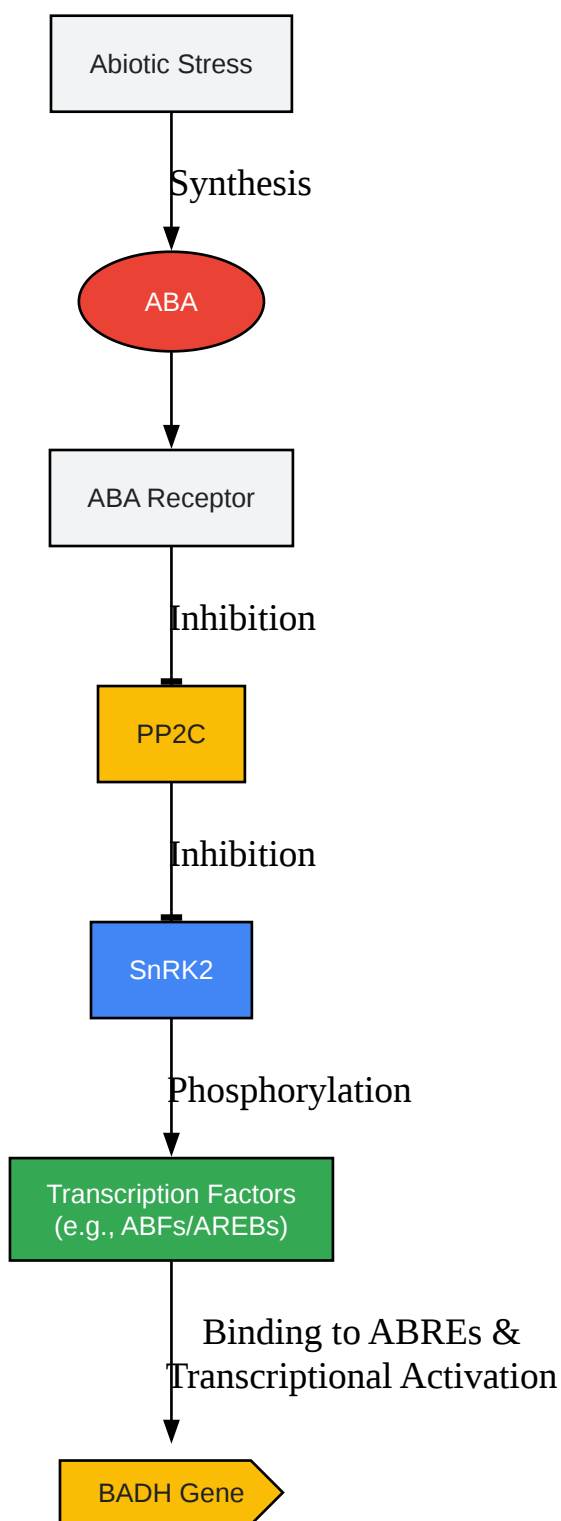 Abiotic Stress
Synthesis
ABA
ABA Receptor
Inhibition
PP2C
Inhibition
SnRK2
Phosphorylation
Transcription Factors
(e.g., ABFs/AREBs)
Binding to ABREs &
Transcriptional Activation
BADH Gene